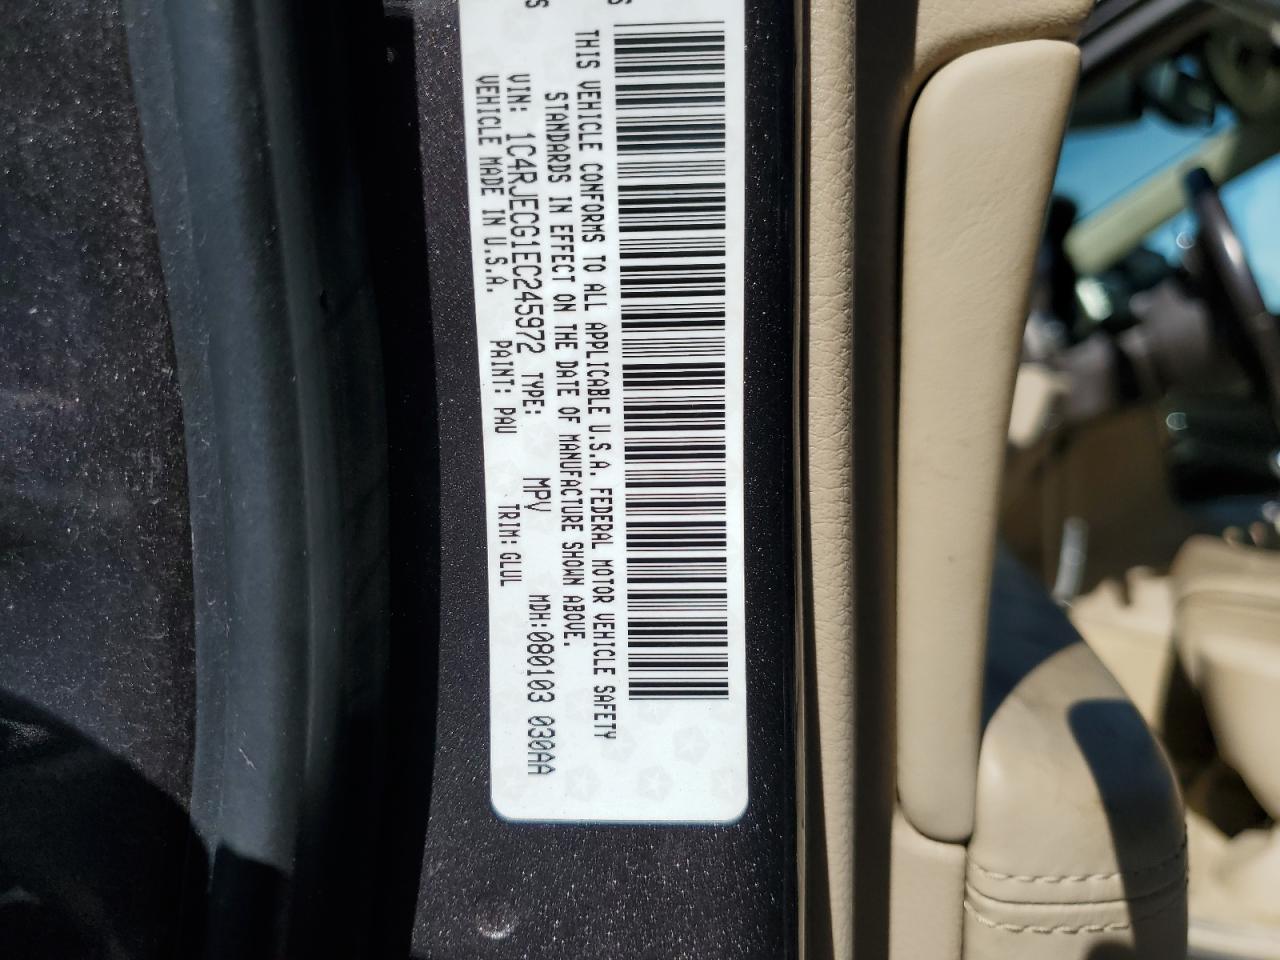 THIS VEHICLE CONFORMS TO ALL APPLICABLE U.S.A. FEDERAL MOTOR VEHICLE SAFETY
STANDARDS IN EFFECT ON THE DATE OF MANUFACTURE SHOWN ABOVE.
VIN: 1C4RJECG1EC245972 TYPE: MPV MDH:080103 030AA
VEHICLE MADE IN U.S.A. PAINT: PAU TRIM: GLUL